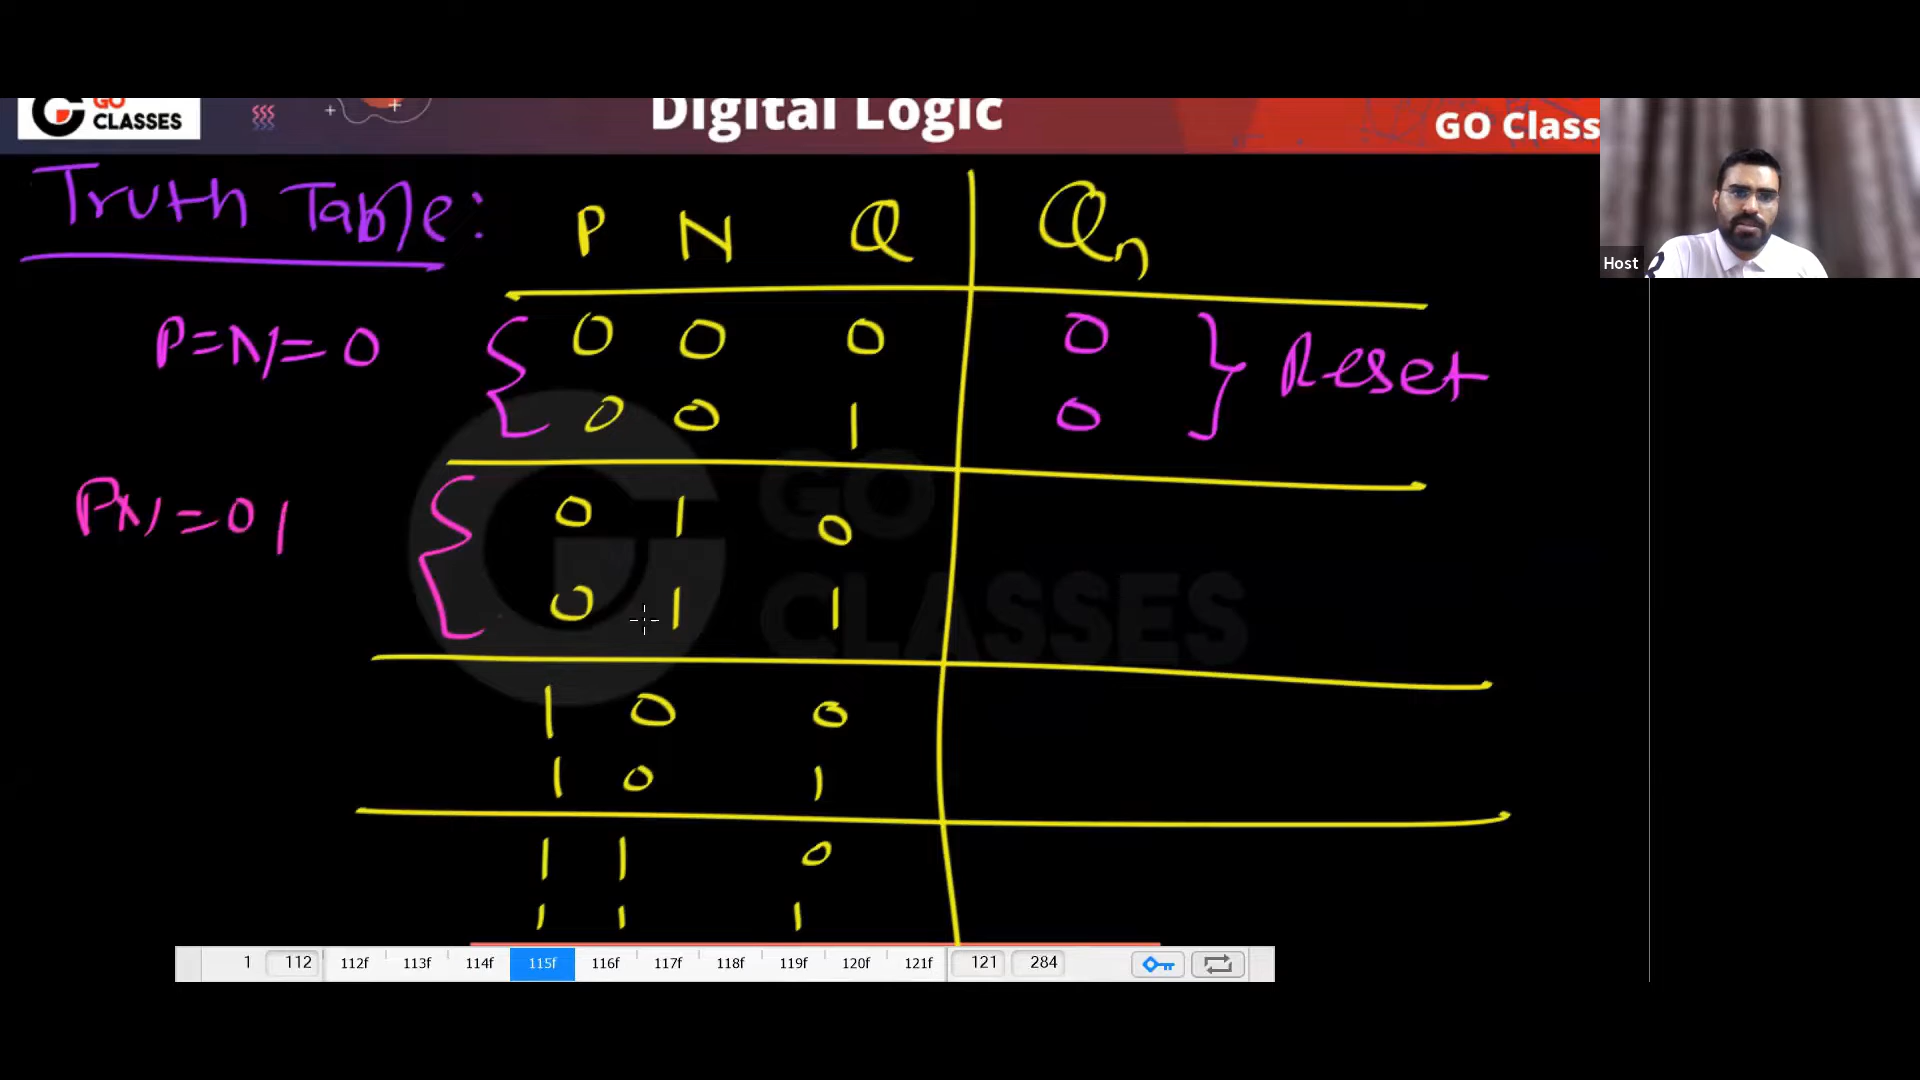 GO
CLASSES
Digital Logic
GO Class
Host
Truth Table:
P N Q Qn
P=N=0
0 0 0 0
Reset
0 0 1 0
PN=01
0 1 0
0 1 1
GO
CLASSES
1 0 0
1 0 1
1 1 0
1 1 1
1 112 112f 113f 114f 115f 116f 117f 118f 119f 120f 121f 121 284